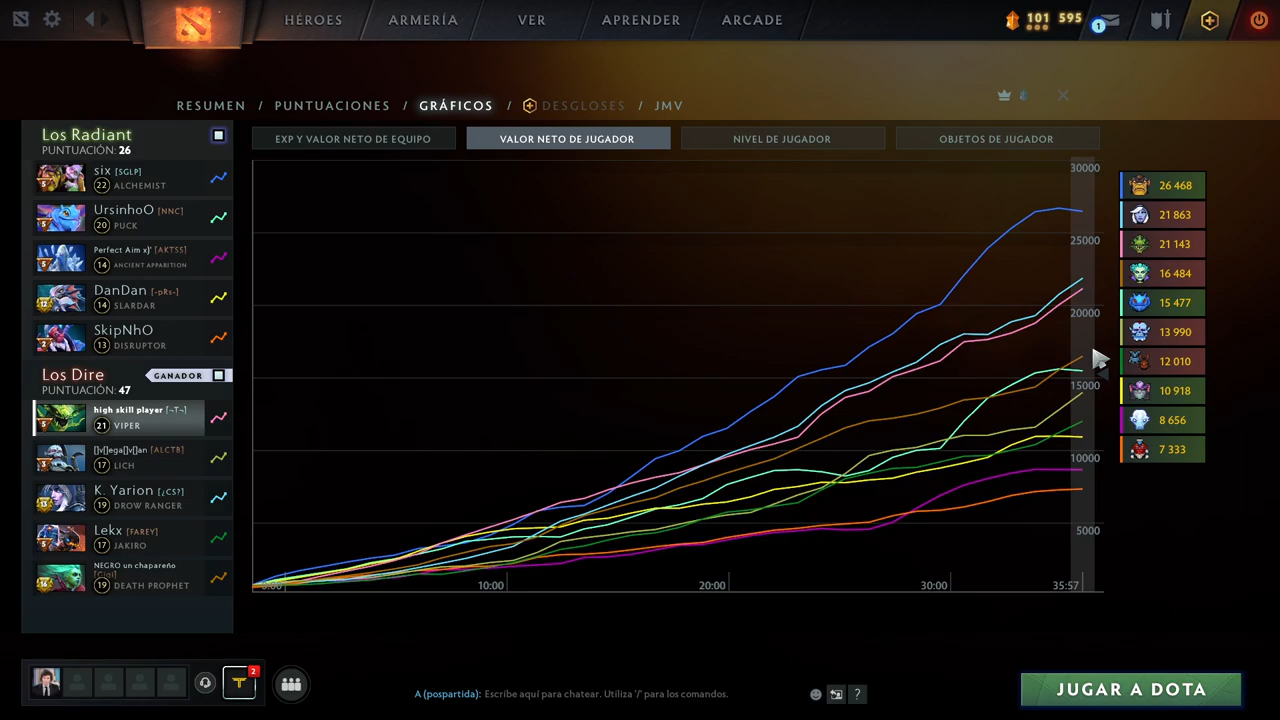 HÉROES
ARMERÍA
VER
APRENDER
ARCADE
101
595
1
RESUMEN / PUNTUACIONES / GRÁFICOS / DESGLOSES / JMV
Los Radiant
PUNTUACIÓN: 26
EXP Y VALOR NETO DE EQUIPO
VALOR NETO DE JUGADOR
NIVEL DE JUGADOR
OBJETOS DE JUGADOR
six [SGLP]
22 ALCHEMIST
UrsinhoO [NNC]
20 PUCK
Perfect Aim x)' [AKTSS]
14 ANCIENT APPARITION
DanDan [-pRs-]
14 SLARDAR
SkipNhO
13 DISRUPTOR
Los Dire
GANADOR
PUNTUACIÓN: 47
high skill player [¬T¬]
21 VIPER
[]v[]ega[]v[]an [ALCTB]
17 LICH
K. Yarion [¿CS?]
19 DROW RANGER
Lekx [FAREY]
17 JAKIRO
NEGRO un chapareño
19 DEATH PROPHET
30000
25000
20000
15000
10000
5000
10:00
20:00
30:00
35:57
26 468
21 863
21 143
16 484
15 477
13 990
12 010
10 918
8 656
7 333
2
A (pospartida): Escribe aquí para chatear. Utiliza '/' para los comandos.
?
JUGAR A DOTA